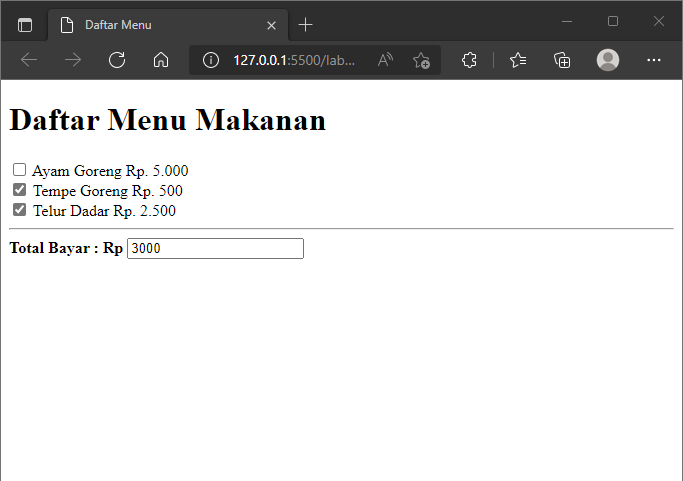 Daftar Menu
127.0.0.1:5500/lab...
Daftar Menu Makanan
Ayam Goreng Rp. 5.000
Tempe Goreng Rp. 500
Telur Dadar Rp. 2.500
Total Bayar : Rp 3000